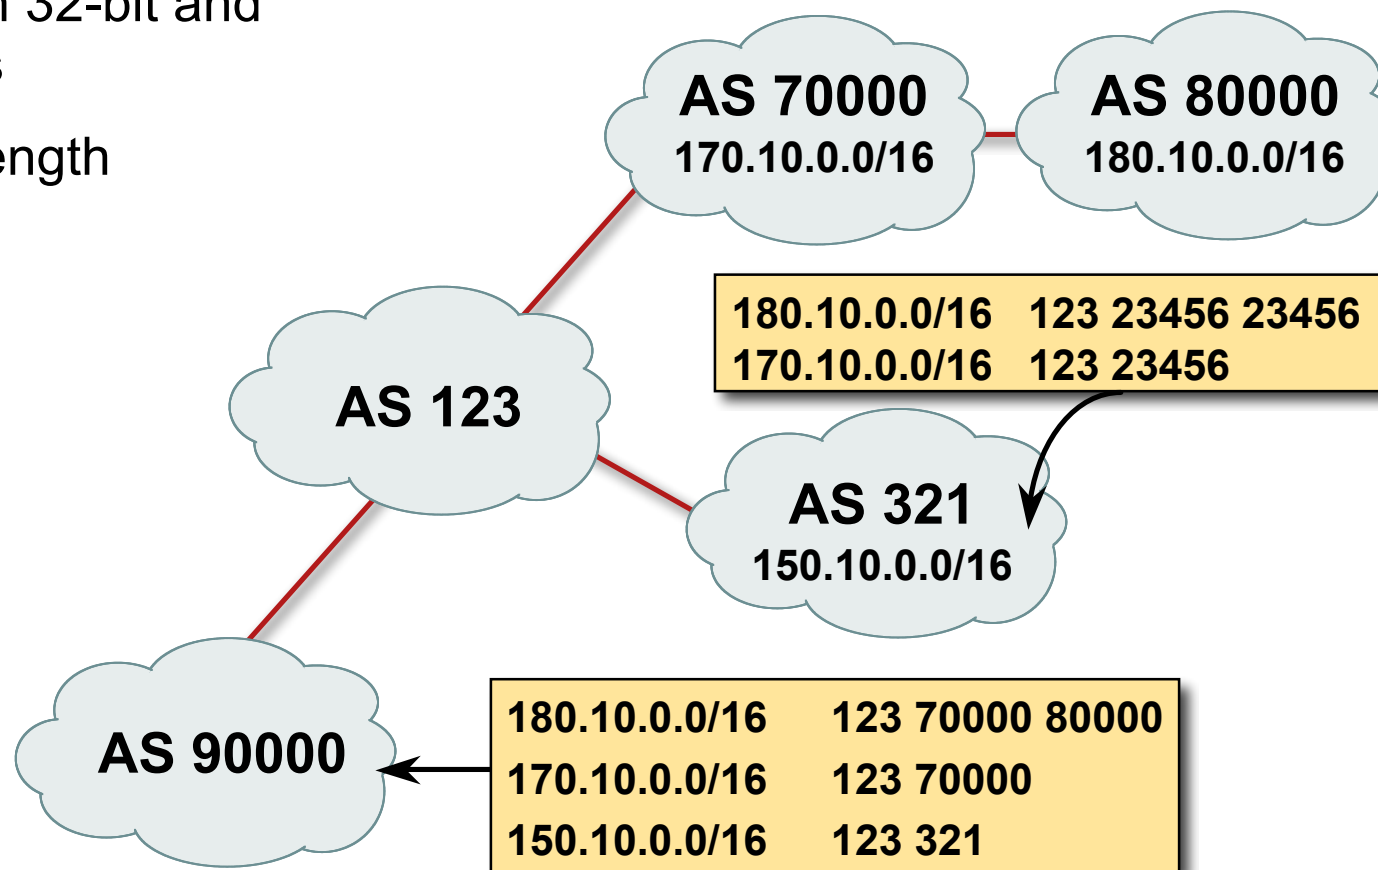 32-bit and
ength
AS 70000
170.10.0.0/16
AS 80000
180.10.0.0/16
180.10.0.0/16 123 23456 23456
170.10.0.0/16 123 23456
AS 123
AS 321
150.10.0.0/16
AS 90000
180.10.0.0/16 123 70000 80000
170.10.0.0/16 123 70000
150.10.0.0/16 123 321